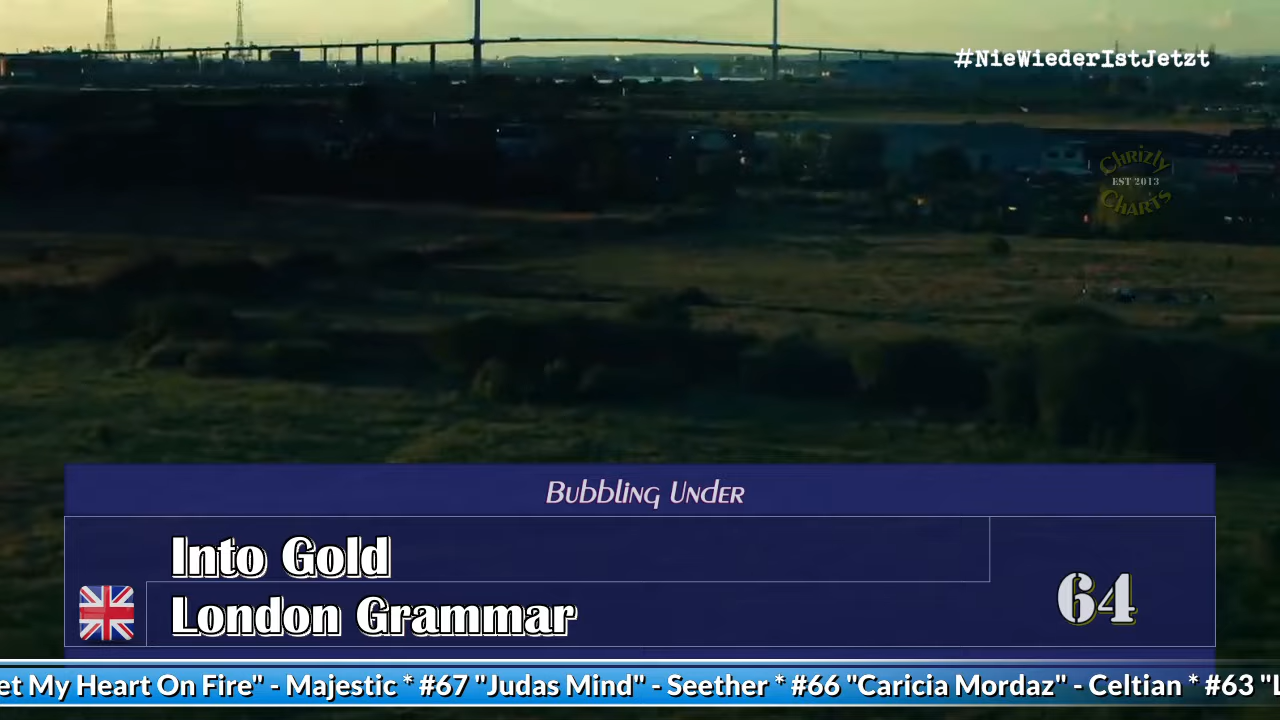 #NieWiederIstJetzt
Chrizly
EST 2013
Charts
Bubbling Under
Into Gold
London Grammar
64
et My Heart On Fire" - Majestic * #67 "Judas Mind" - Seether * #66 "Caricia Mordaz" - Celtian * #63 "L